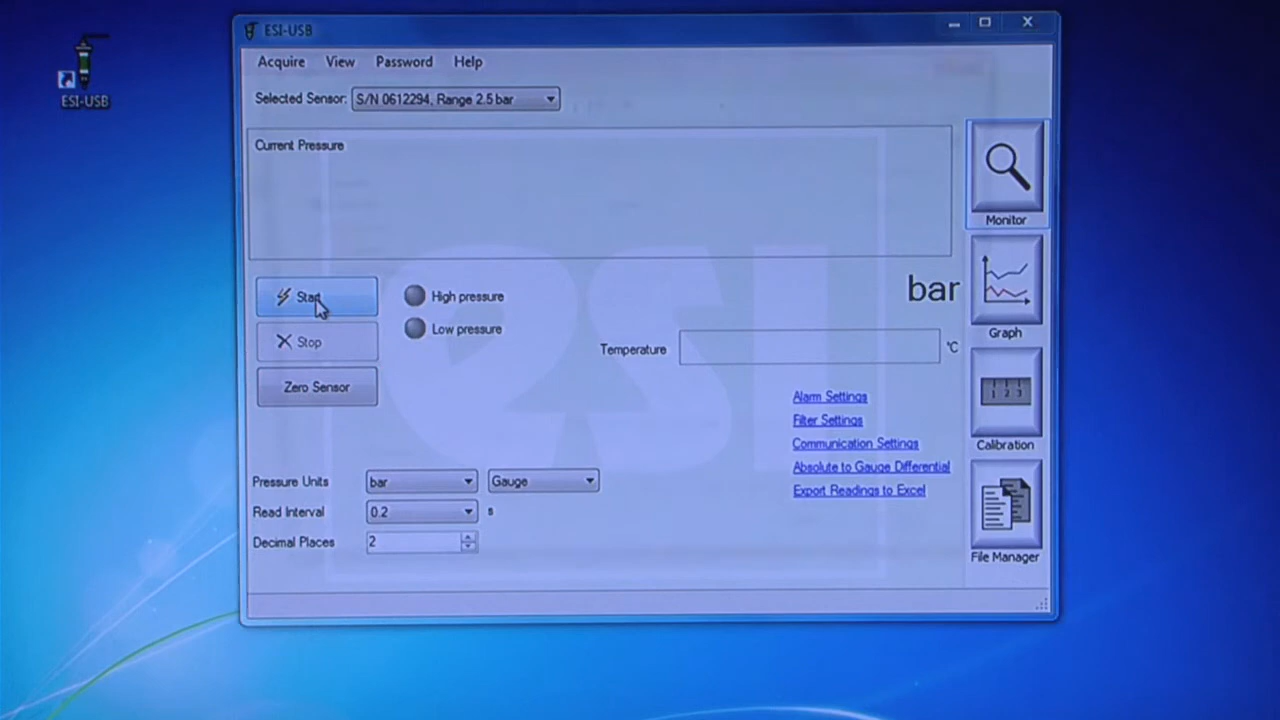 ESI-USB
ESI-USB
Acquire View Password Help
Selected Sensor: S/N 0612294, Range 2.5 bar
Current Pressure
Monitor
esi
Start
High pressure
bar
Stop
Low pressure
Graph
Temperature °C
Zero Sensor
Alarm Settings
Filter Settings
Communication Settings
Calibration
Absolute to Gauge Differential
Pressure Units bar Gauge
Export Readings to Excel
Read Interval 0.2 s
Decimal Places 2
File Manager